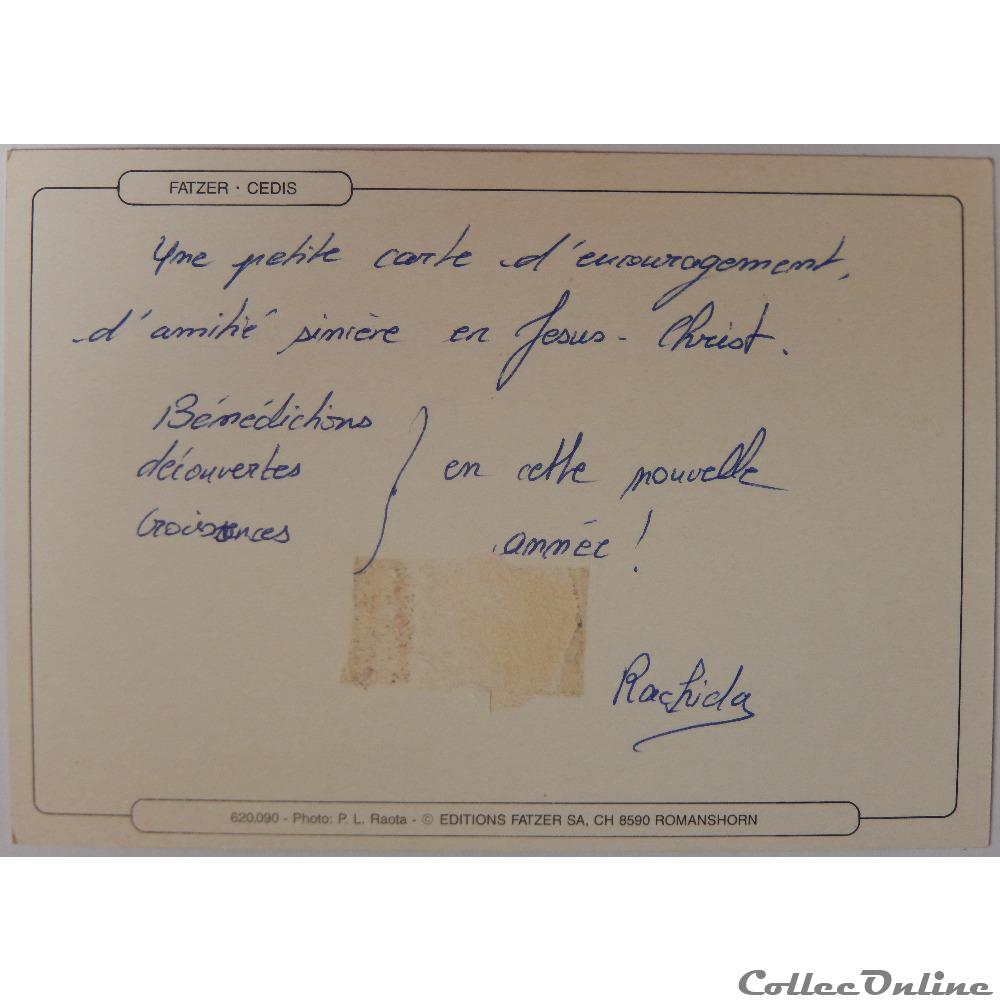 FATZER · CEDIS
Une petite carte d'encouragement,
d'amitié sincère en Jesus-Christ.
Bénédictions
découvertes
Croissances
en cette nouvelle
année !
Rachida
620.090 - Photo: P. L. Raota - © EDITIONS FATZER SA, CH 8590 ROMANSHORN
CollecOnline